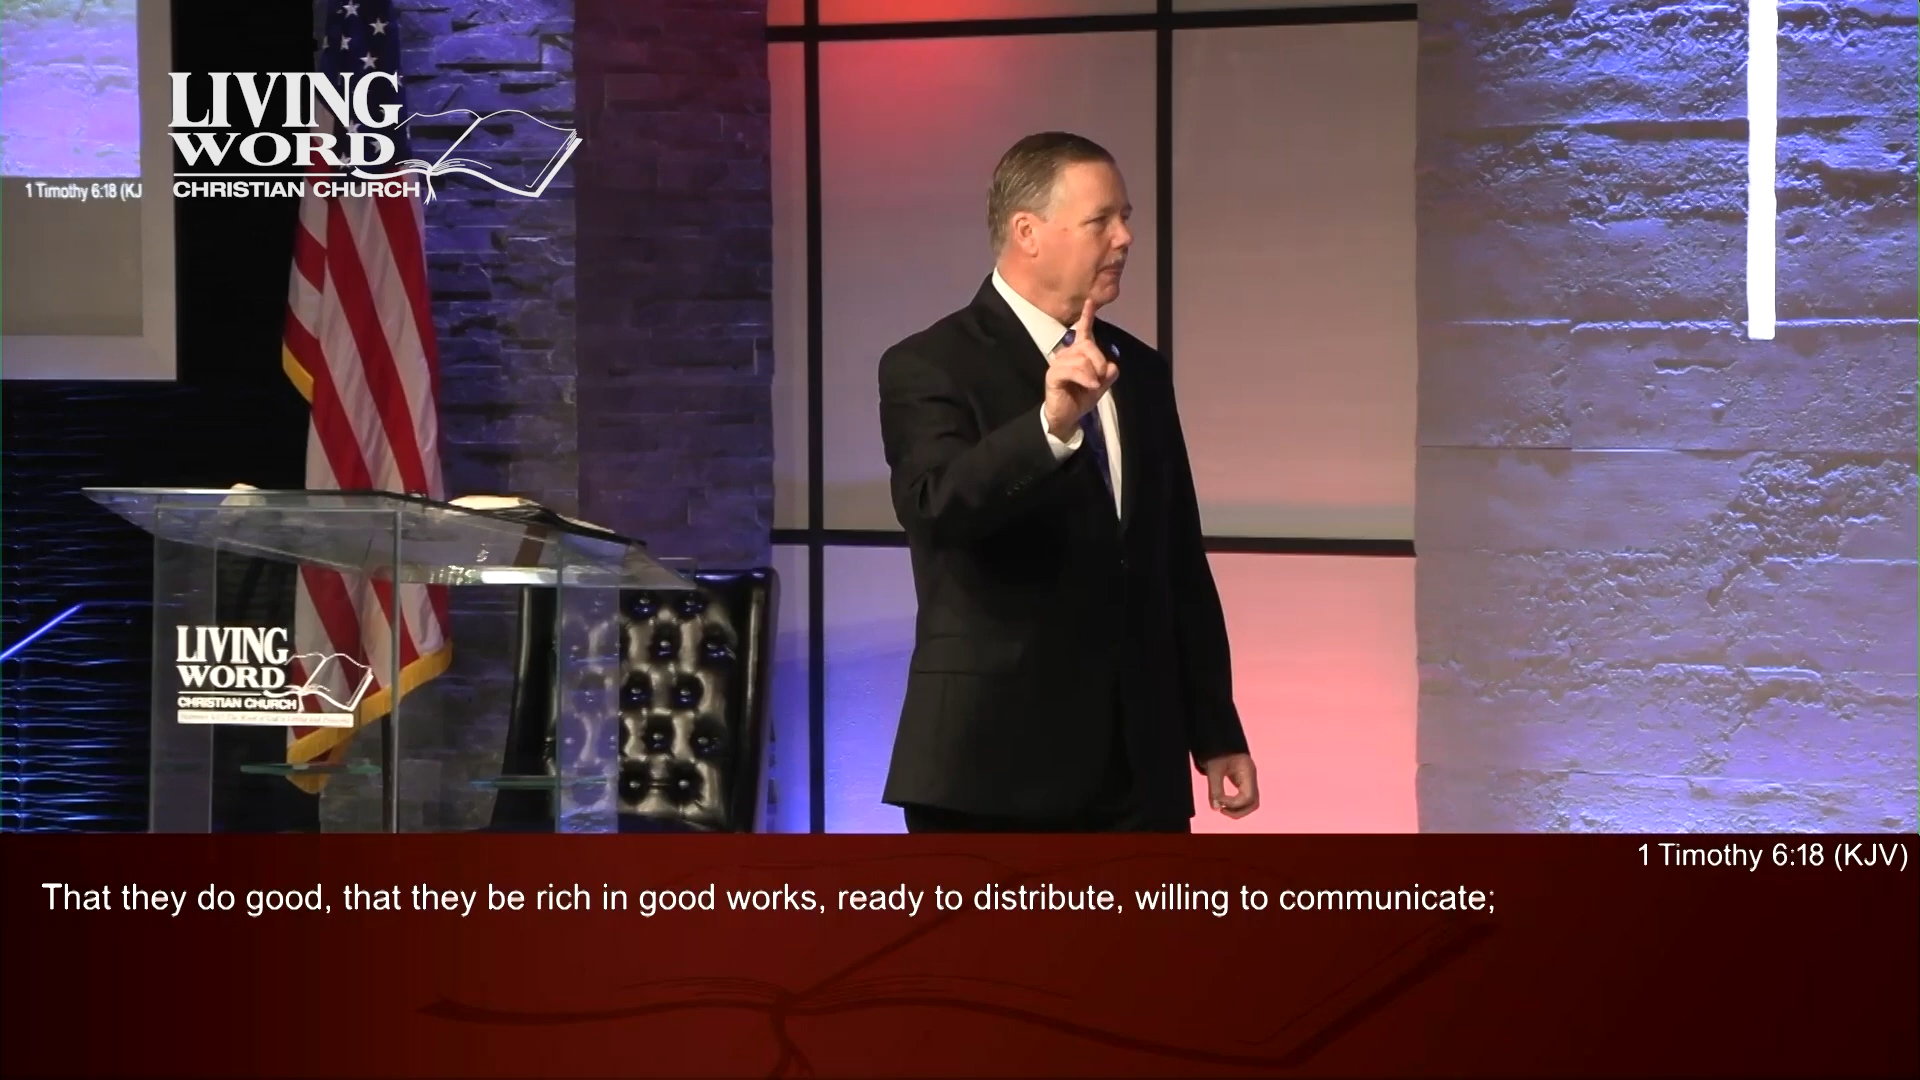 LIVING
WORD
CHRISTIAN CHURCH
1 Timothy 6:18 (KJ
LIVING
WORD
CHRISTIAN CHURCH
1 Timothy 6:18 (KJV)
That they do good, that they be rich in good works, ready to distribute, willing to communicate;